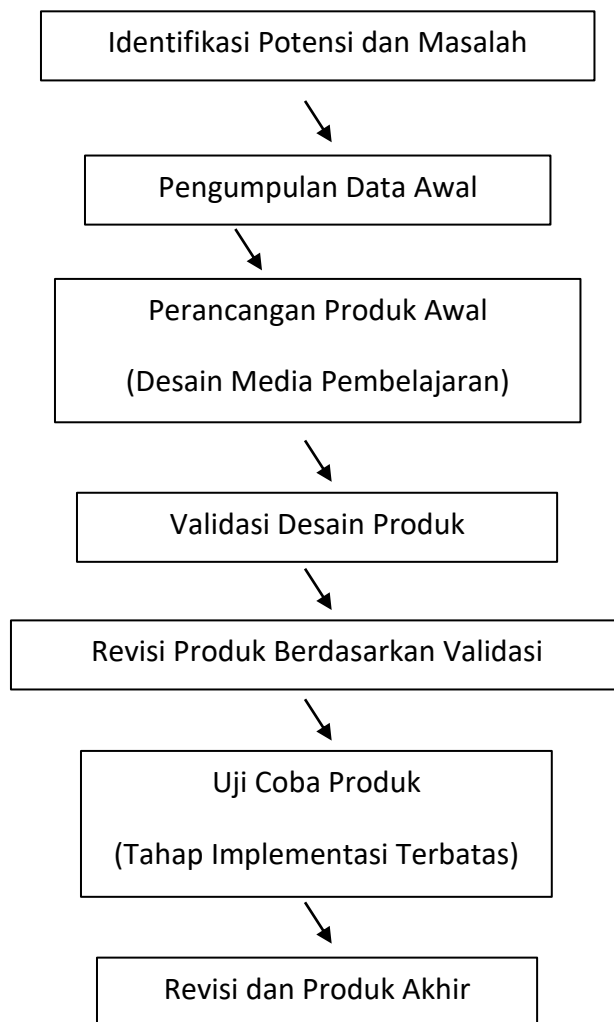 Identifikasi Potensi dan Masalah
Pengumpulan Data Awal
Perancangan Produk Awal
(Desain Media Pembelajaran)
Validasi Desain Produk
Revisi Produk Berdasarkan Validasi
Uji Coba Produk
(Tahap Implementasi Terbatas)
Revisi dan Produk Akhir